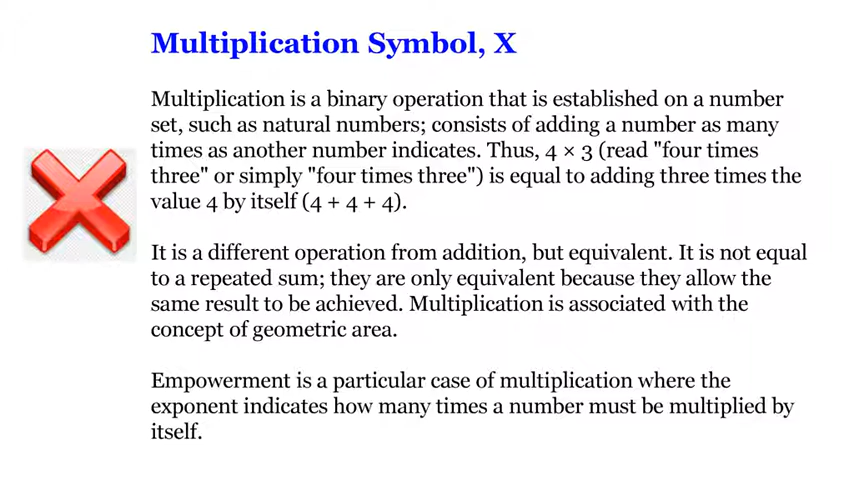 Multiplication Symbol, X
Multiplication is a binary operation that is established on a number
set, such as natural numbers; consists of adding a number as many
times as another number indicates. Thus, 4 × 3 (read "four times
three" or simply "four times three") is equal to adding three times the
value 4 by itself (4 + 4 + 4).
It is a different operation from addition, but equivalent. It is not equal
to a repeated sum; they are only equivalent because they allow the
same result to be achieved. Multiplication is associated with the
concept of geometric area.
Empowerment is a particular case of multiplication where the
exponent indicates how many times a number must be multiplied by
itself.